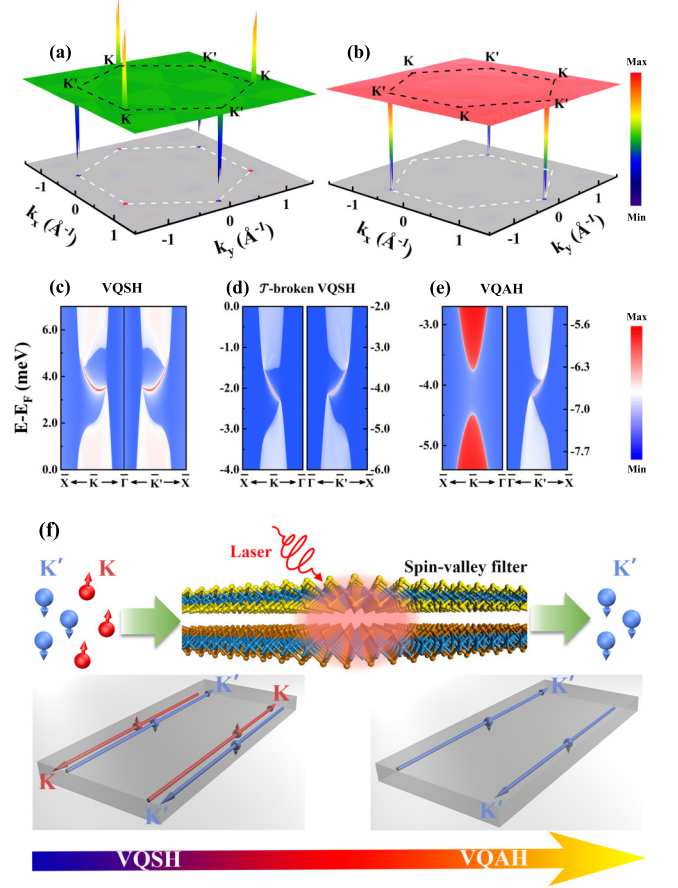 (a)
K
K'
K'
K
K
K'
-1
0
1
kx (Å-1)
-1
0
1
ky (Å-1)
(b)
K
K'
K
K'
K'
K
-1
0
1
kx (Å-1)
-1
0
1
ky (Å-1)
Max
Min
(c)
VQSH
E-EF (meV)
6.0
4.0
2.0
0.0
X̄ ← K̄ → Γ̄ ← K̄' → X̄
(d)
𝒯-broken VQSH
0.0
-1.0
-2.0
-3.0
-4.0
-2.0
-3.0
-4.0
-5.0
-6.0
X̄ ← K̄ → Γ̄ Γ̄ ← K̄' → X̄
(e)
VQAH
-3.0
-4.0
-5.0
-5.6
-6.3
-7.0
-7.7
X̄ ← K̄ → Γ̄ Γ̄ ← K̄' → X̄
Max
Min
(f)
K′
K
Laser
Spin-valley filter
K′
K′
K
K
K′
K′
K′
VQSH
VQAH